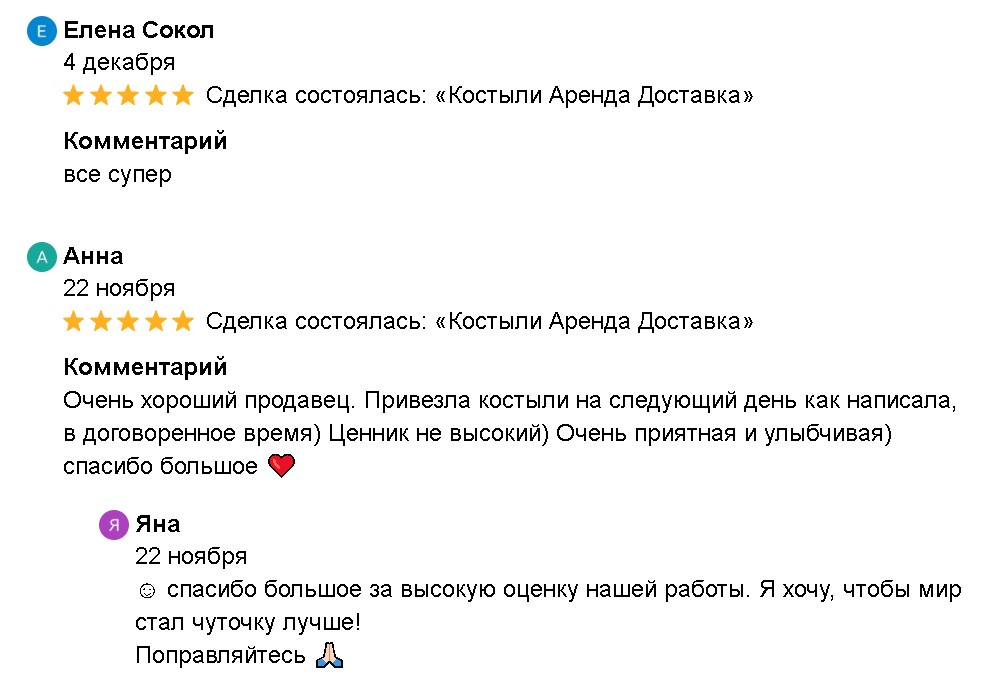 Е Елена Сокол
4 декабря
Сделка состоялась: «Костыли Аренда Доставка»
Комментарий
все супер
А Анна
22 ноября
Сделка состоялась: «Костыли Аренда Доставка»
Комментарий
Очень хороший продавец. Привезла костыли на следующий день как написала,
в договоренное время) Ценник не высокий) Очень приятная и улыбчивая)
спасибо большое ❤️
Я Яна
22 ноября
☺ спасибо большое за высокую оценку нашей работы. Я хочу, чтобы мир
стал чуточку лучше!
Поправляйтесь 🙏🏻